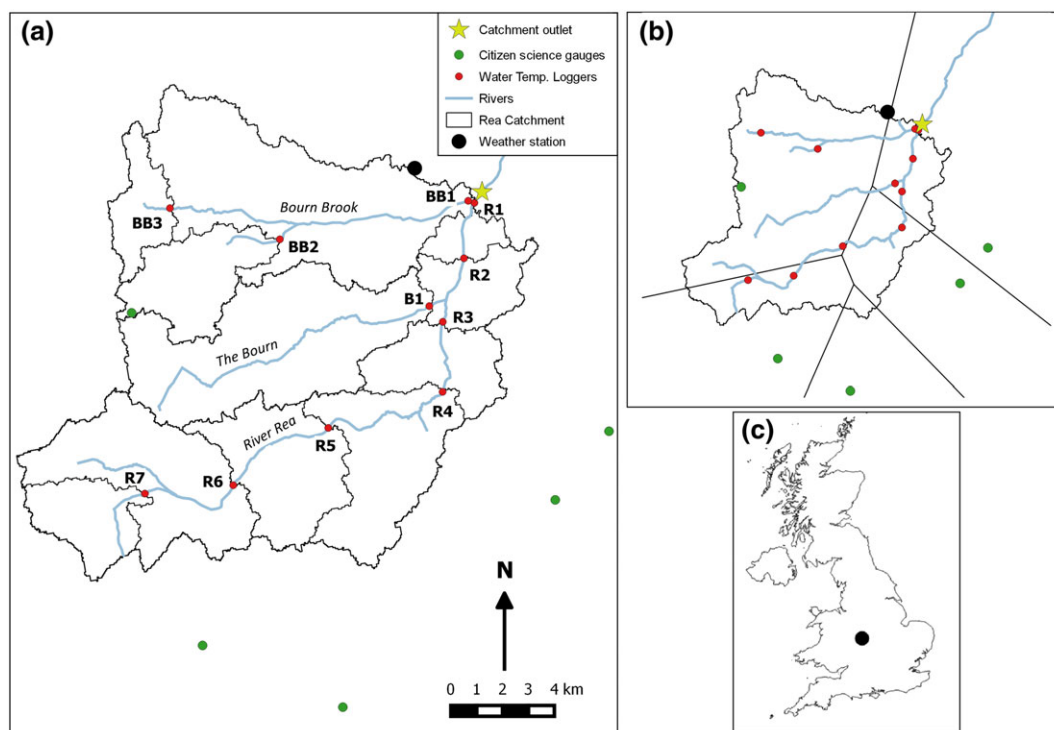 (a)
Catchment outlet
Citizen science gauges
Water Temp. Loggers
Rivers
Rea Catchment
Weather station
BB1
R1
BB3
Bourn Brook
BB2
R2
B1
R3
The Bourn
R4
River Rea
R5
R7
R6
N
0 1 2 3 4 km
(b)
(c)